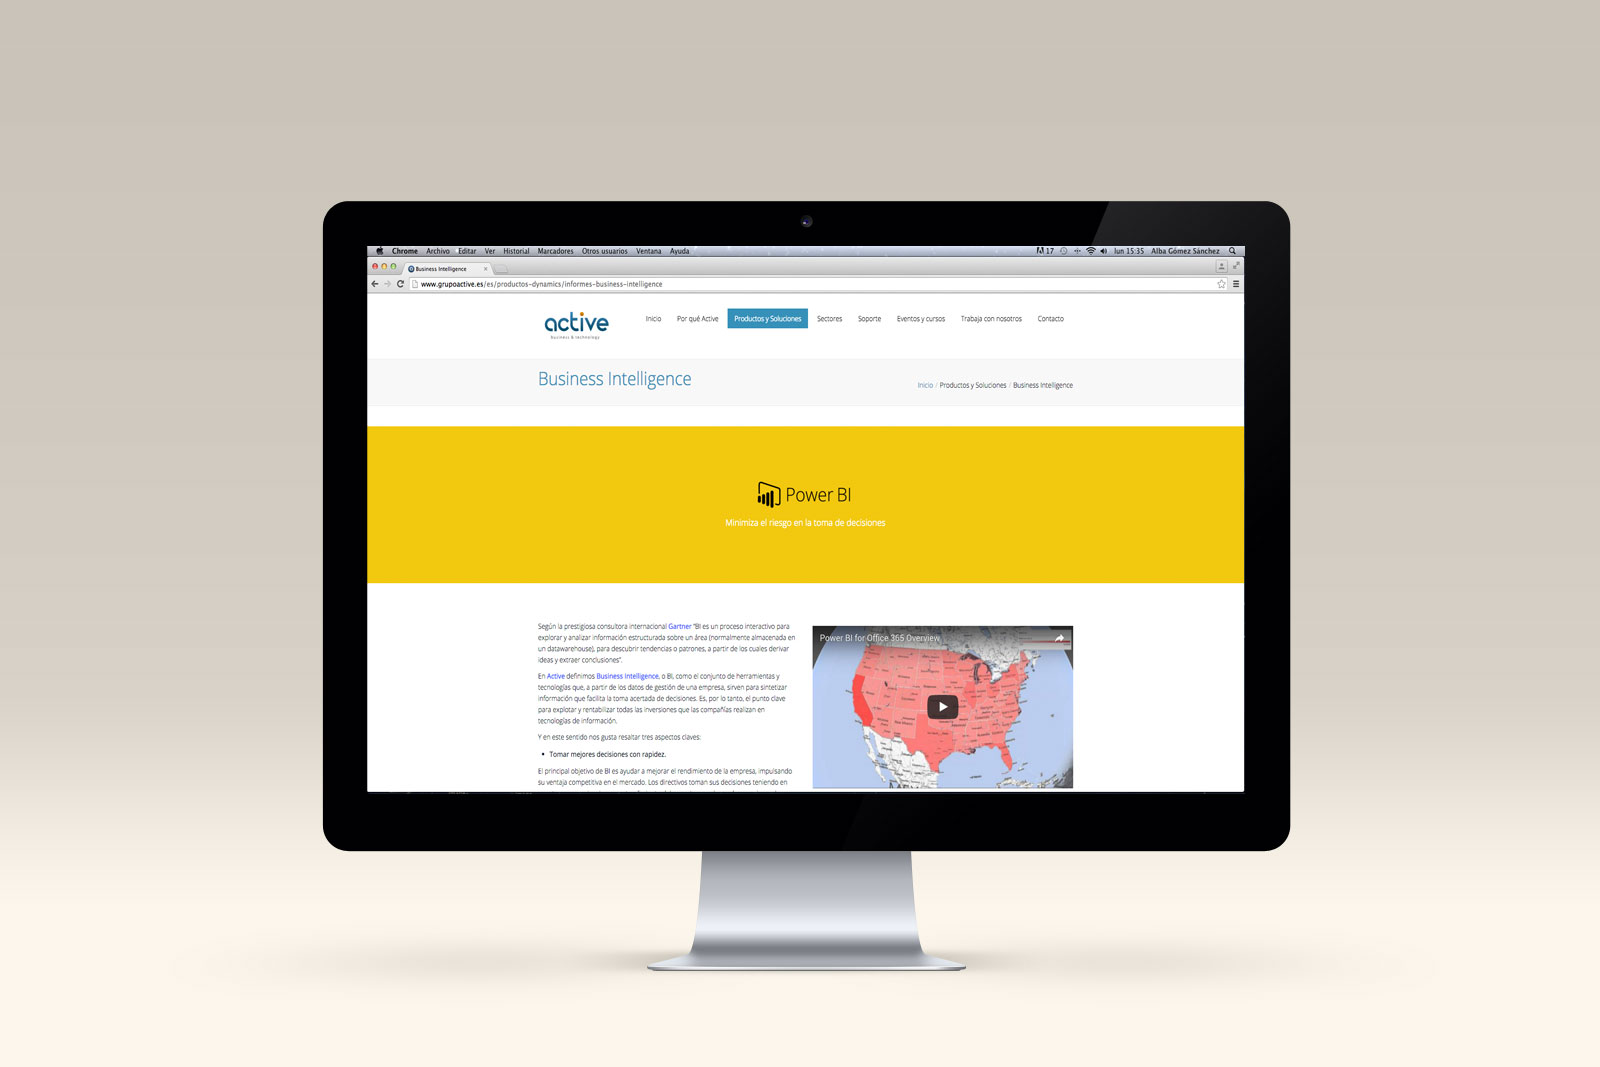 Chrome Archivo Editar Ver Historial Marcadores Otros usuarios Ventana Ayuda 17 lun 15:35 Alba Gómez Sánchez
Business Intelligence
www.grupoactive.es/es/productos-dynamics/informes-business-intelligence
active
business & technology
Inicio Por qué Active Productos y Soluciones Sectores Soporte Eventos y cursos Trabaja con nosotros Contacto
Business Intelligence
Inicio / Productos y Soluciones / Business Intelligence
Power BI
Minimiza el riesgo en la toma de decisiones
Según la prestigiosa consultora internacional Gartner "BI es un proceso interactivo para
explorar y analizar información estructurada sobre un área (normalmente almacenada en
un datawarehouse), para descubrir tendencias o patrones, a partir de los cuales derivar
ideas y extraer conclusiones".
En Active definimos Business Intelligence, o BI, como el conjunto de herramientas y
tecnologías que, a partir de los datos de gestión de una empresa, sirven para sintetizar
información que facilita la toma acertada de decisiones. Es, por lo tanto, el punto clave
para explotar y rentabilizar todas las inversiones que las compañías realizan en
tecnologías de información.
Y en este sentido nos gusta resaltar tres aspectos claves:
• Tomar mejores decisiones con rapidez.
El principal objetivo de BI es ayudar a mejorar el rendimiento de la empresa, impulsando
su ventaja competitiva en el mercado. Los directivos toman sus decisiones teniendo en
Power BI for Office 365 Overview